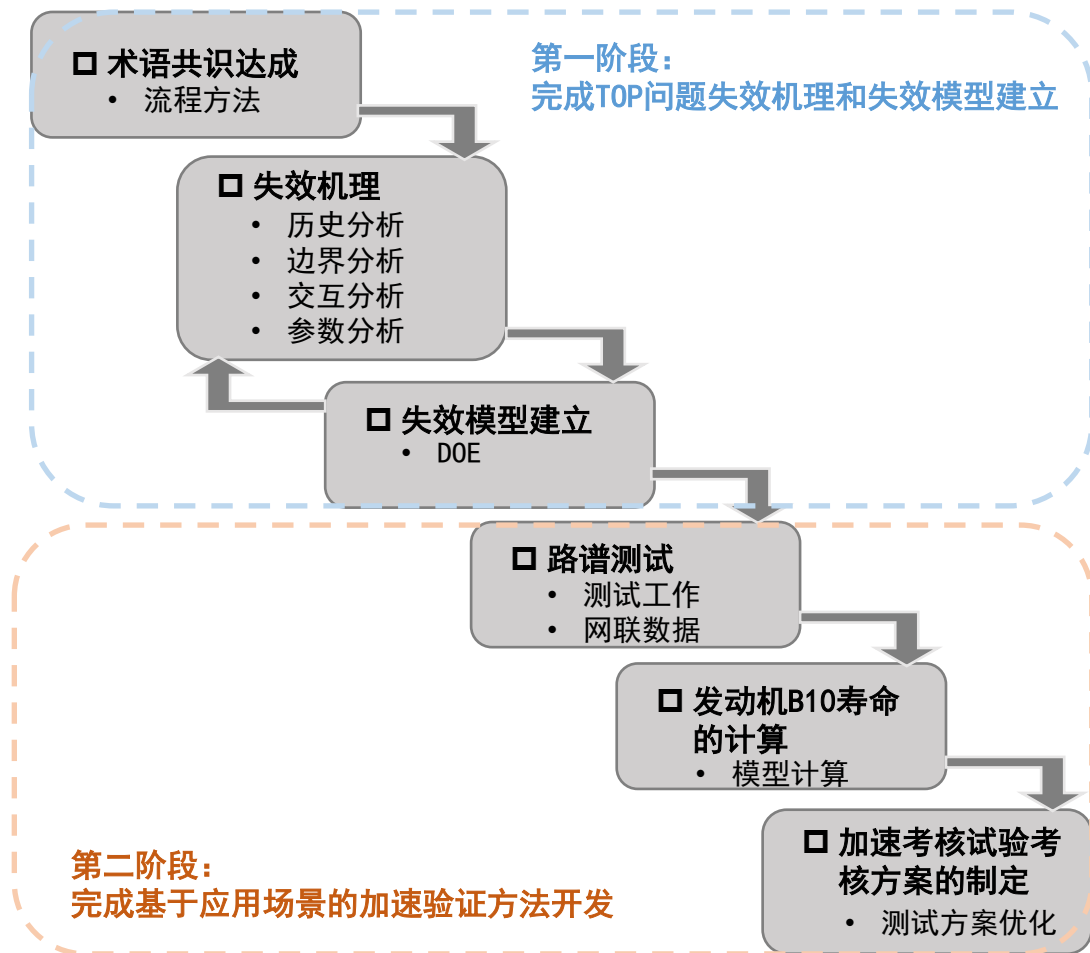 术语共识达成
• 流程方法
第一阶段：
完成TOP问题失效机理和失效模型建立
失效机理
• 历史分析
• 边界分析
• 交互分析
• 参数分析
失效模型建立
• DOE
路谱测试
• 测试工作
• 网联数据
发动机B10寿命
的计算
• 模型计算
加速考核试验考
核方案的制定
• 测试方案优化
第二阶段：
完成基于应用场景的加速验证方法开发